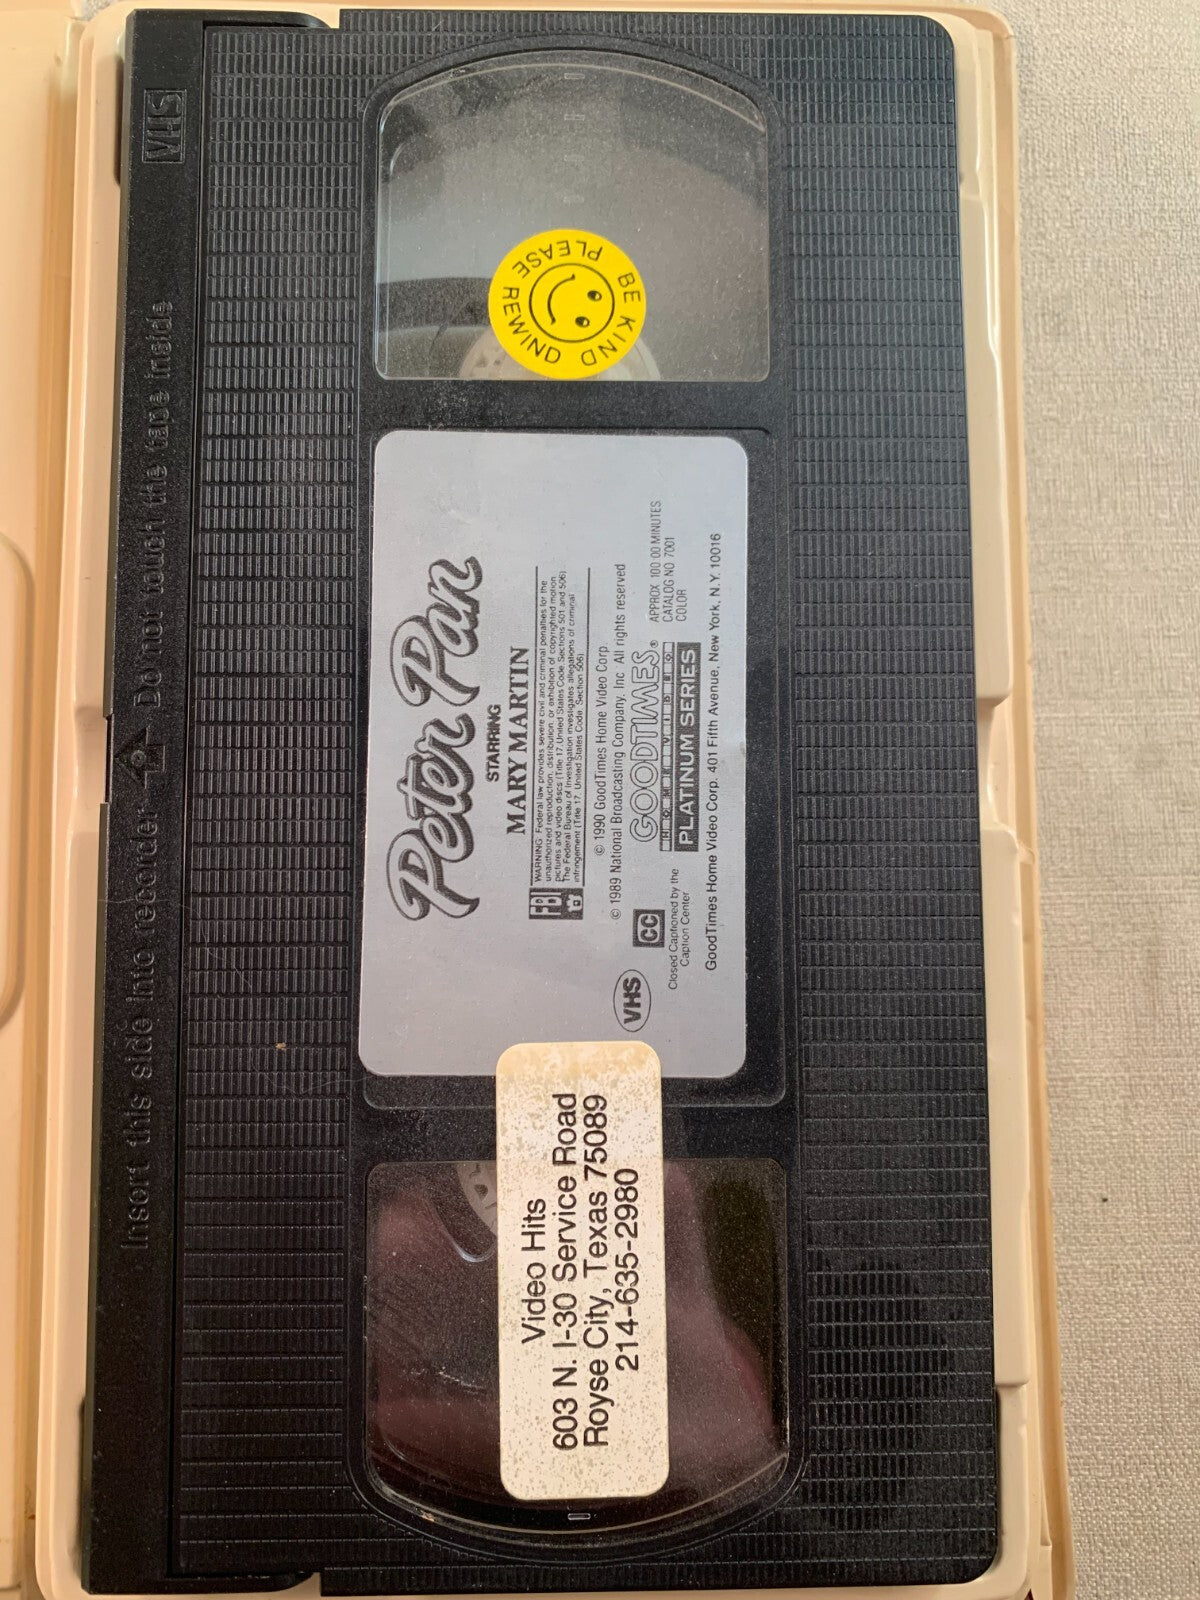 VHS
Insert this side into recorder
Do not touch the tape inside
BE KIND
PLEASE REWIND
Peter Pan
STARRING
MARY MARTIN
FBI
WARNING: Federal law provides severe civil and criminal penalties for the
unauthorized reproduction, distribution, or exhibition of copyrighted motion
pictures and video discs (Title 17, United States Code, Sections 501 and 506)
The Federal Bureau of Investigation investigates allegations of criminal
infringement (Title 17, United States Code, Section 506)
© 1990 GoodTimes Home Video Corp.
© 1989 National Broadcasting Company, Inc. All rights reserved
VHS
CC
Closed Captioned by the
Caption Center
GOODTIMES®
HOME VIDEO
PLATINUM SERIES
APPROX 100:00 MINUTES
CATALOG NO 7001
COLOR
GoodTimes Home Video Corp. 401 Fifth Avenue, New York, N.Y. 10016
Video Hits
603 N. I-30 Service Road
Royse City, Texas 75089
214-635-2980